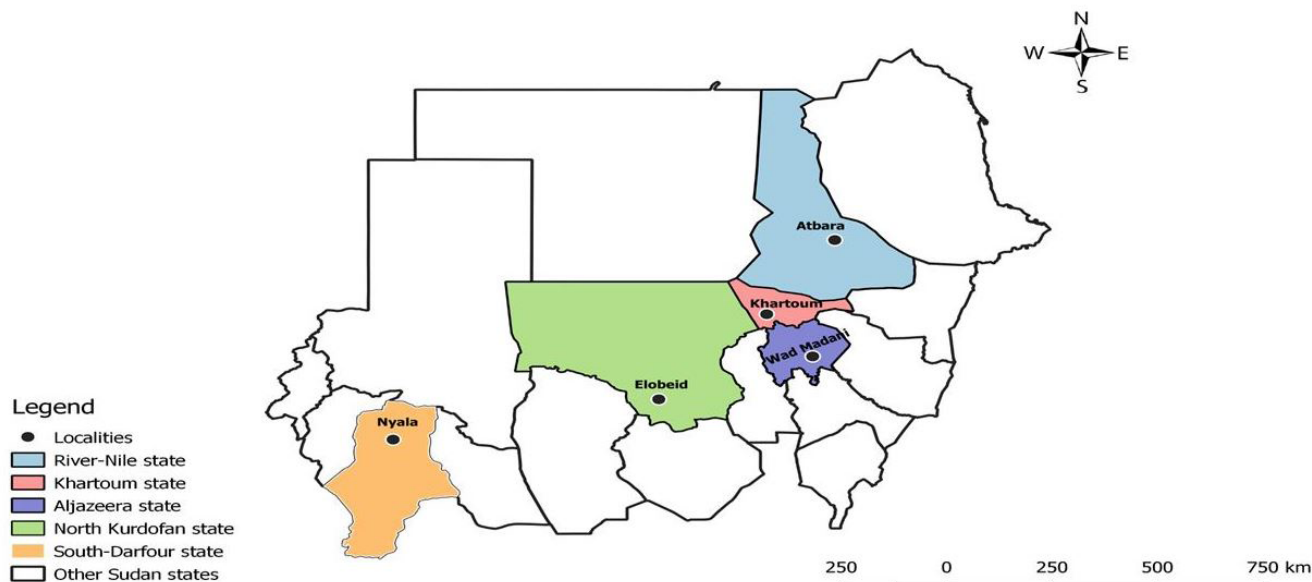 N
W E
S
Atbara
Khartoum
Wad Madani
Elobeid
Nyala
Legend
Localities
River-Nile state
Khartoum state
Aljazeera state
North Kurdofan state
South-Darfour state
Other Sudan states
250 0 250 500 750 km